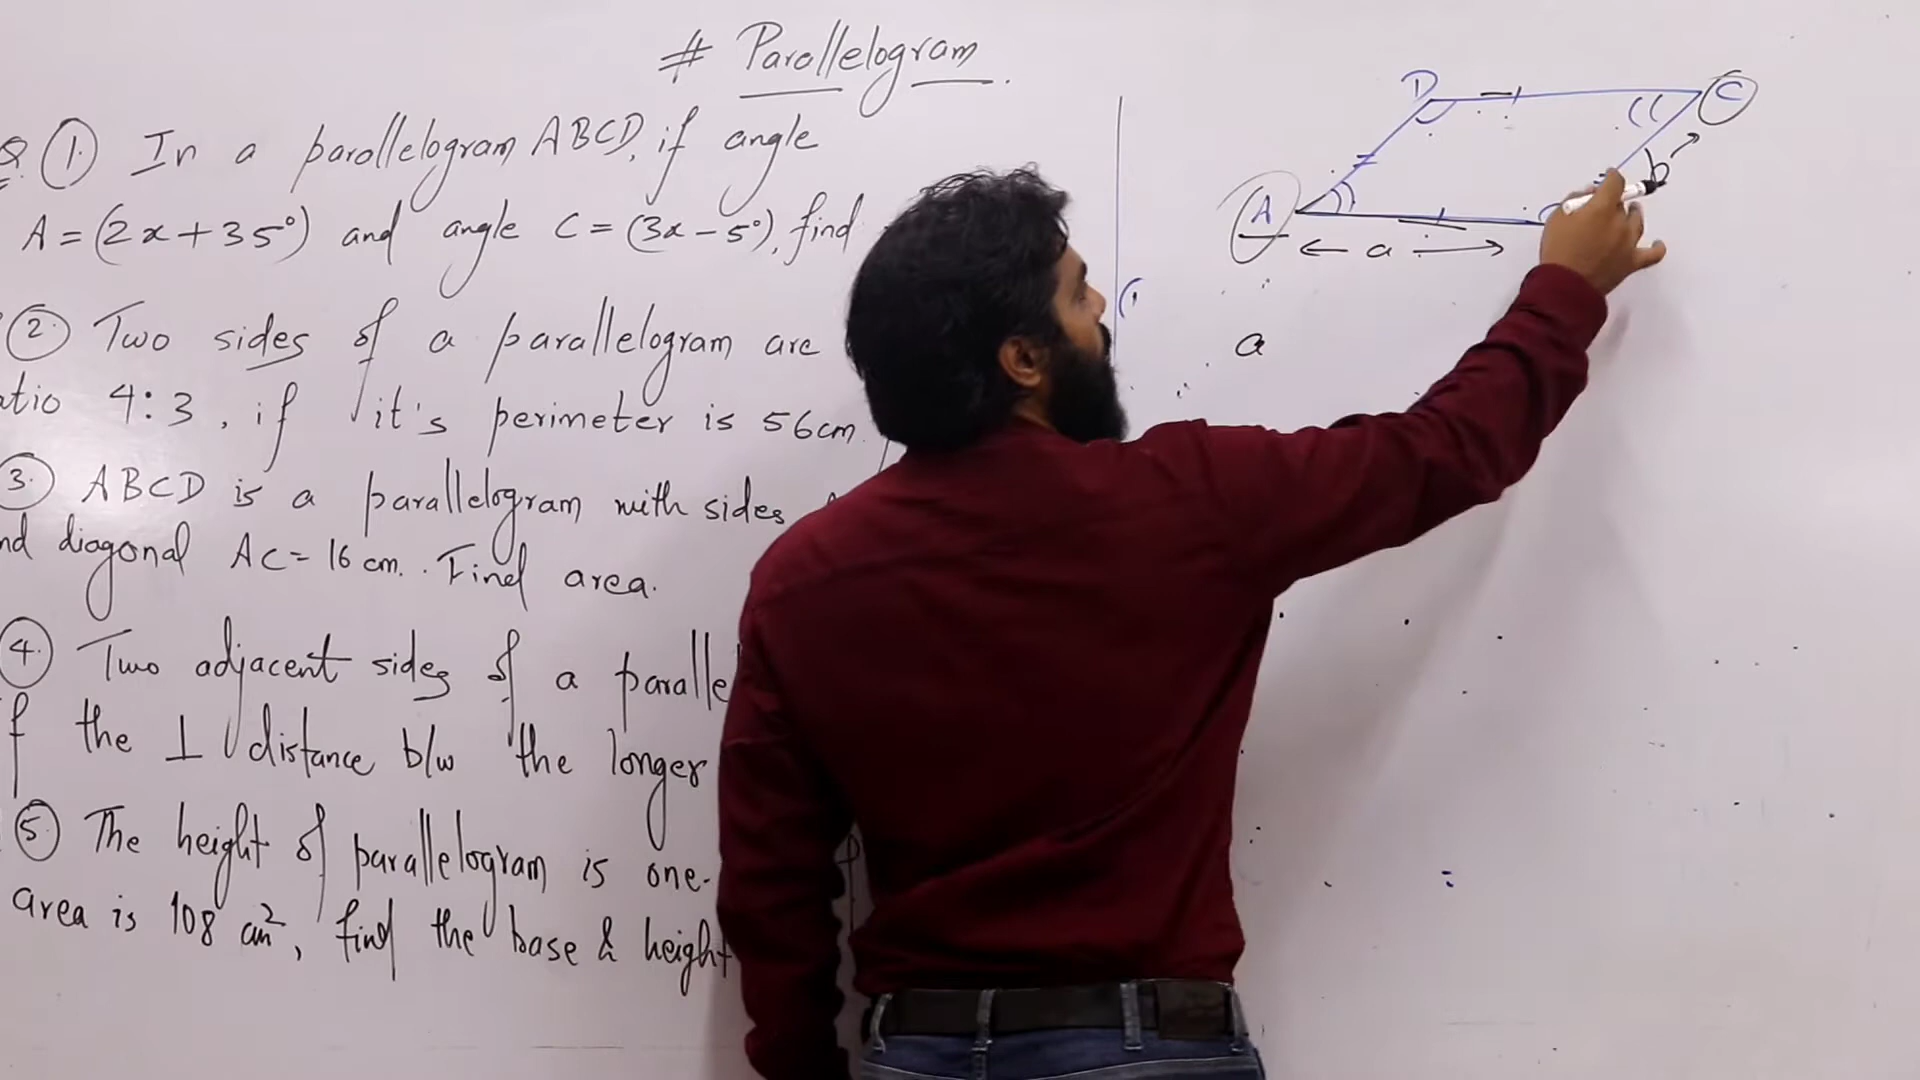 # Parallelogram.
Q. 1. In a parallelogram ABCD, if angle
A = (2x+35°) and angle C = (3x-5°), find
2. Two sides of a parallelogram are
4:3, if it's perimeter is 56cm
3. ABCD is a parallelogram with sides
diagonal AC = 16 cm. Find area.
4. Two adjacent sides of a
the ⊥ distance b/w the longer
5. The height of parallelogram is one-
area is 108 cm², find the base & height
D
C
A
b
← a →
a